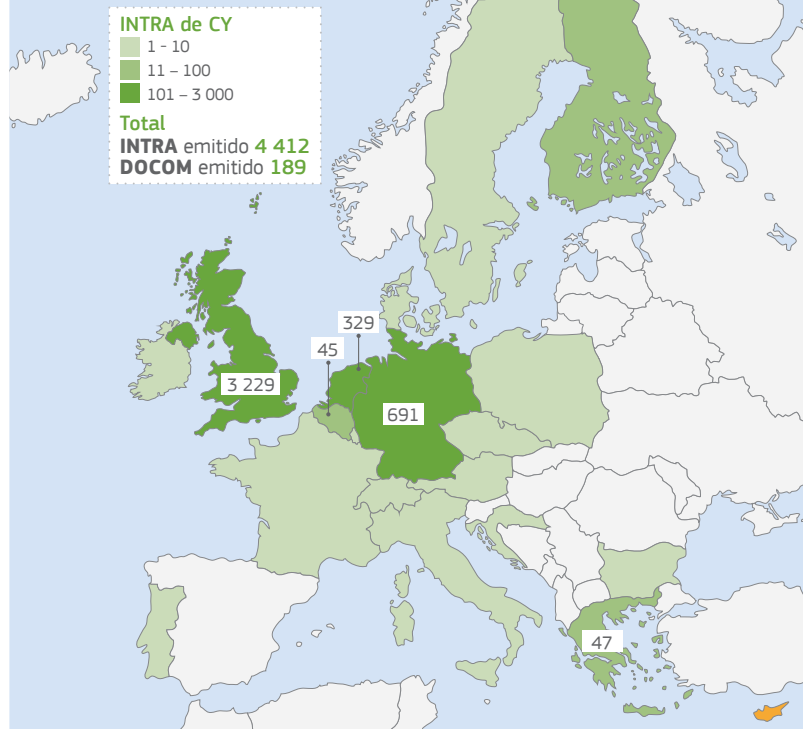 INTRA de CY
1 - 10
11 – 100
101 – 3 000
Total
INTRA emitido 4 412
DOCOM emitido 189
329
45
3 229
691
47